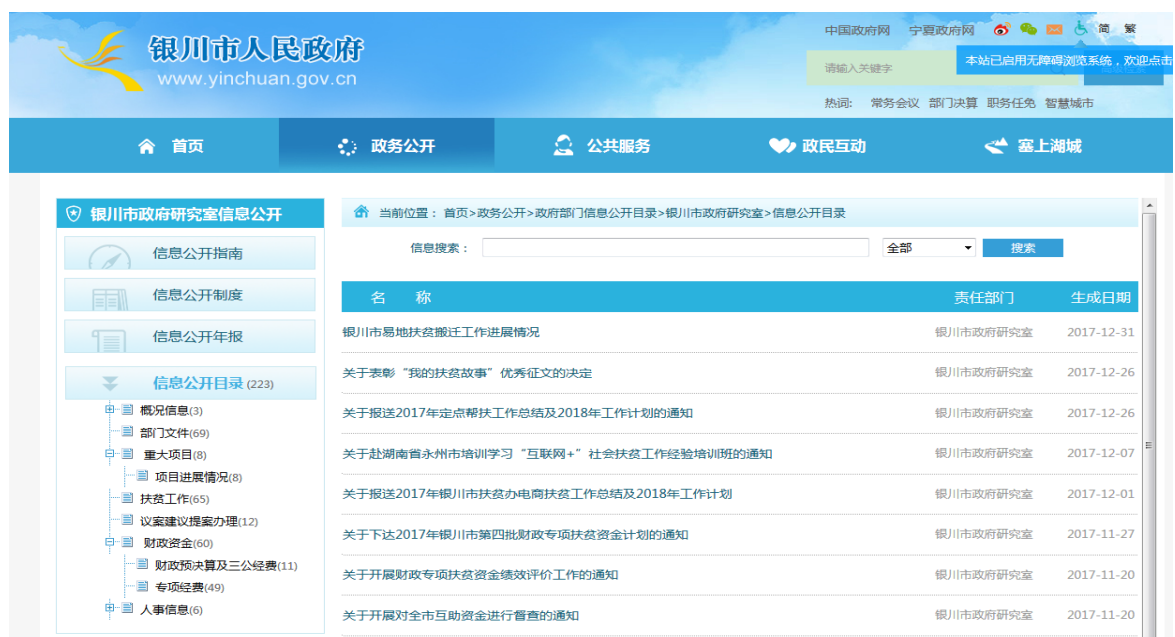 中国政府网 宁夏政府网 简 繁
银川市人民政府
www.yinchuan.gov.cn
本站已启用无障碍浏览系统，欢迎点击
请输入关键字
热词: 常务会议 部门决算 职务任免 智慧城市
首页 政务公开 公共服务 政民互动 塞上湖城
银川市政府研究室信息公开
信息公开指南
信息公开制度
信息公开年报
信息公开目录 (223)
概况信息(3)
部门文件(69)
重大项目(8)
项目进展情况(8)
扶贫工作(65)
议案建议提案办理(12)
财政资金(60)
财政预决算及三公经费(11)
专项经费(49)
人事信息(6)
当前位置： 首页>政务公开>政府部门信息公开目录>银川市政府研究室>信息公开目录
信息搜索： 全部 搜索
名 称 责任部门 生成日期
银川市易地扶贫搬迁工作进展情况 银川市政府研究室 2017-12-31
关于表彰“我的扶贫故事”优秀征文的决定 银川市政府研究室 2017-12-26
关于报送2017年定点帮扶工作总结及2018年工作计划的通知 银川市政府研究室 2017-12-26
关于赴湖南省永州市培训学习“互联网+”社会扶贫工作经验培训班的通知 银川市政府研究室 2017-12-07
关于报送2017年银川市扶贫办电商扶贫工作总结及2018年工作计划 银川市政府研究室 2017-12-01
关于下达2017年银川市第四批财政专项扶贫资金计划的通知 银川市政府研究室 2017-11-27
关于开展财政专项扶贫资金绩效评价工作的通知 银川市政府研究室 2017-11-20
关于开展对全市互助资金进行督查的通知 银川市政府研究室 2017-11-20